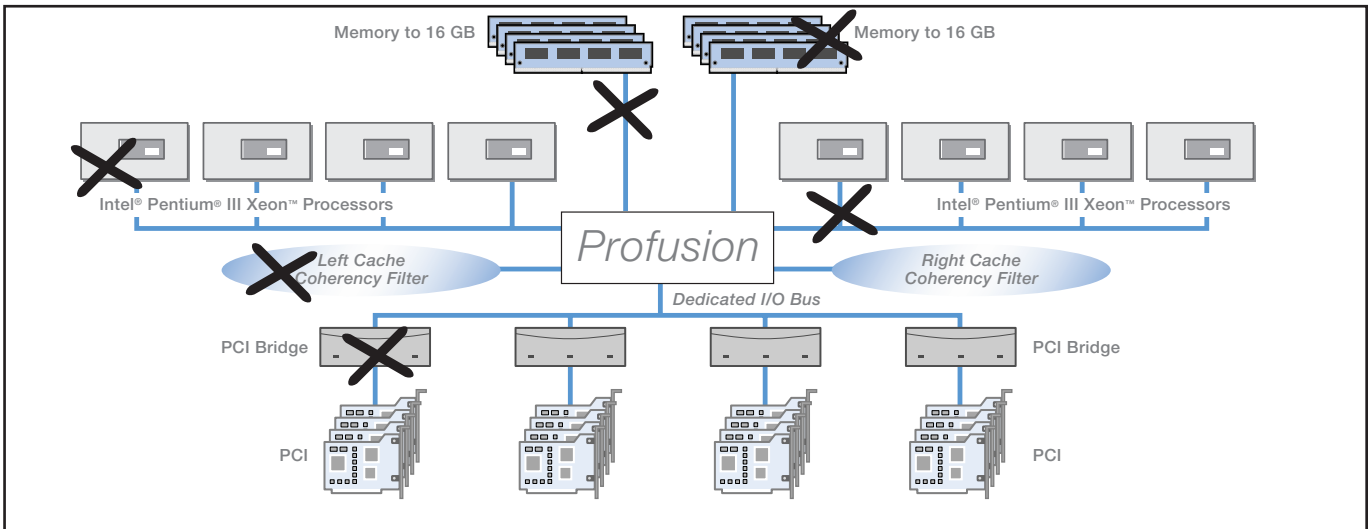 Memory to 16 GB
Memory to 16 GB
Intel® Pentium® III Xeon™ Processors
Intel® Pentium® III Xeon™ Processors
Profusion
Left Cache
Coherency Filter
Right Cache
Coherency Filter
Dedicated I/O Bus
PCI Bridge
PCI Bridge
PCI
PCI